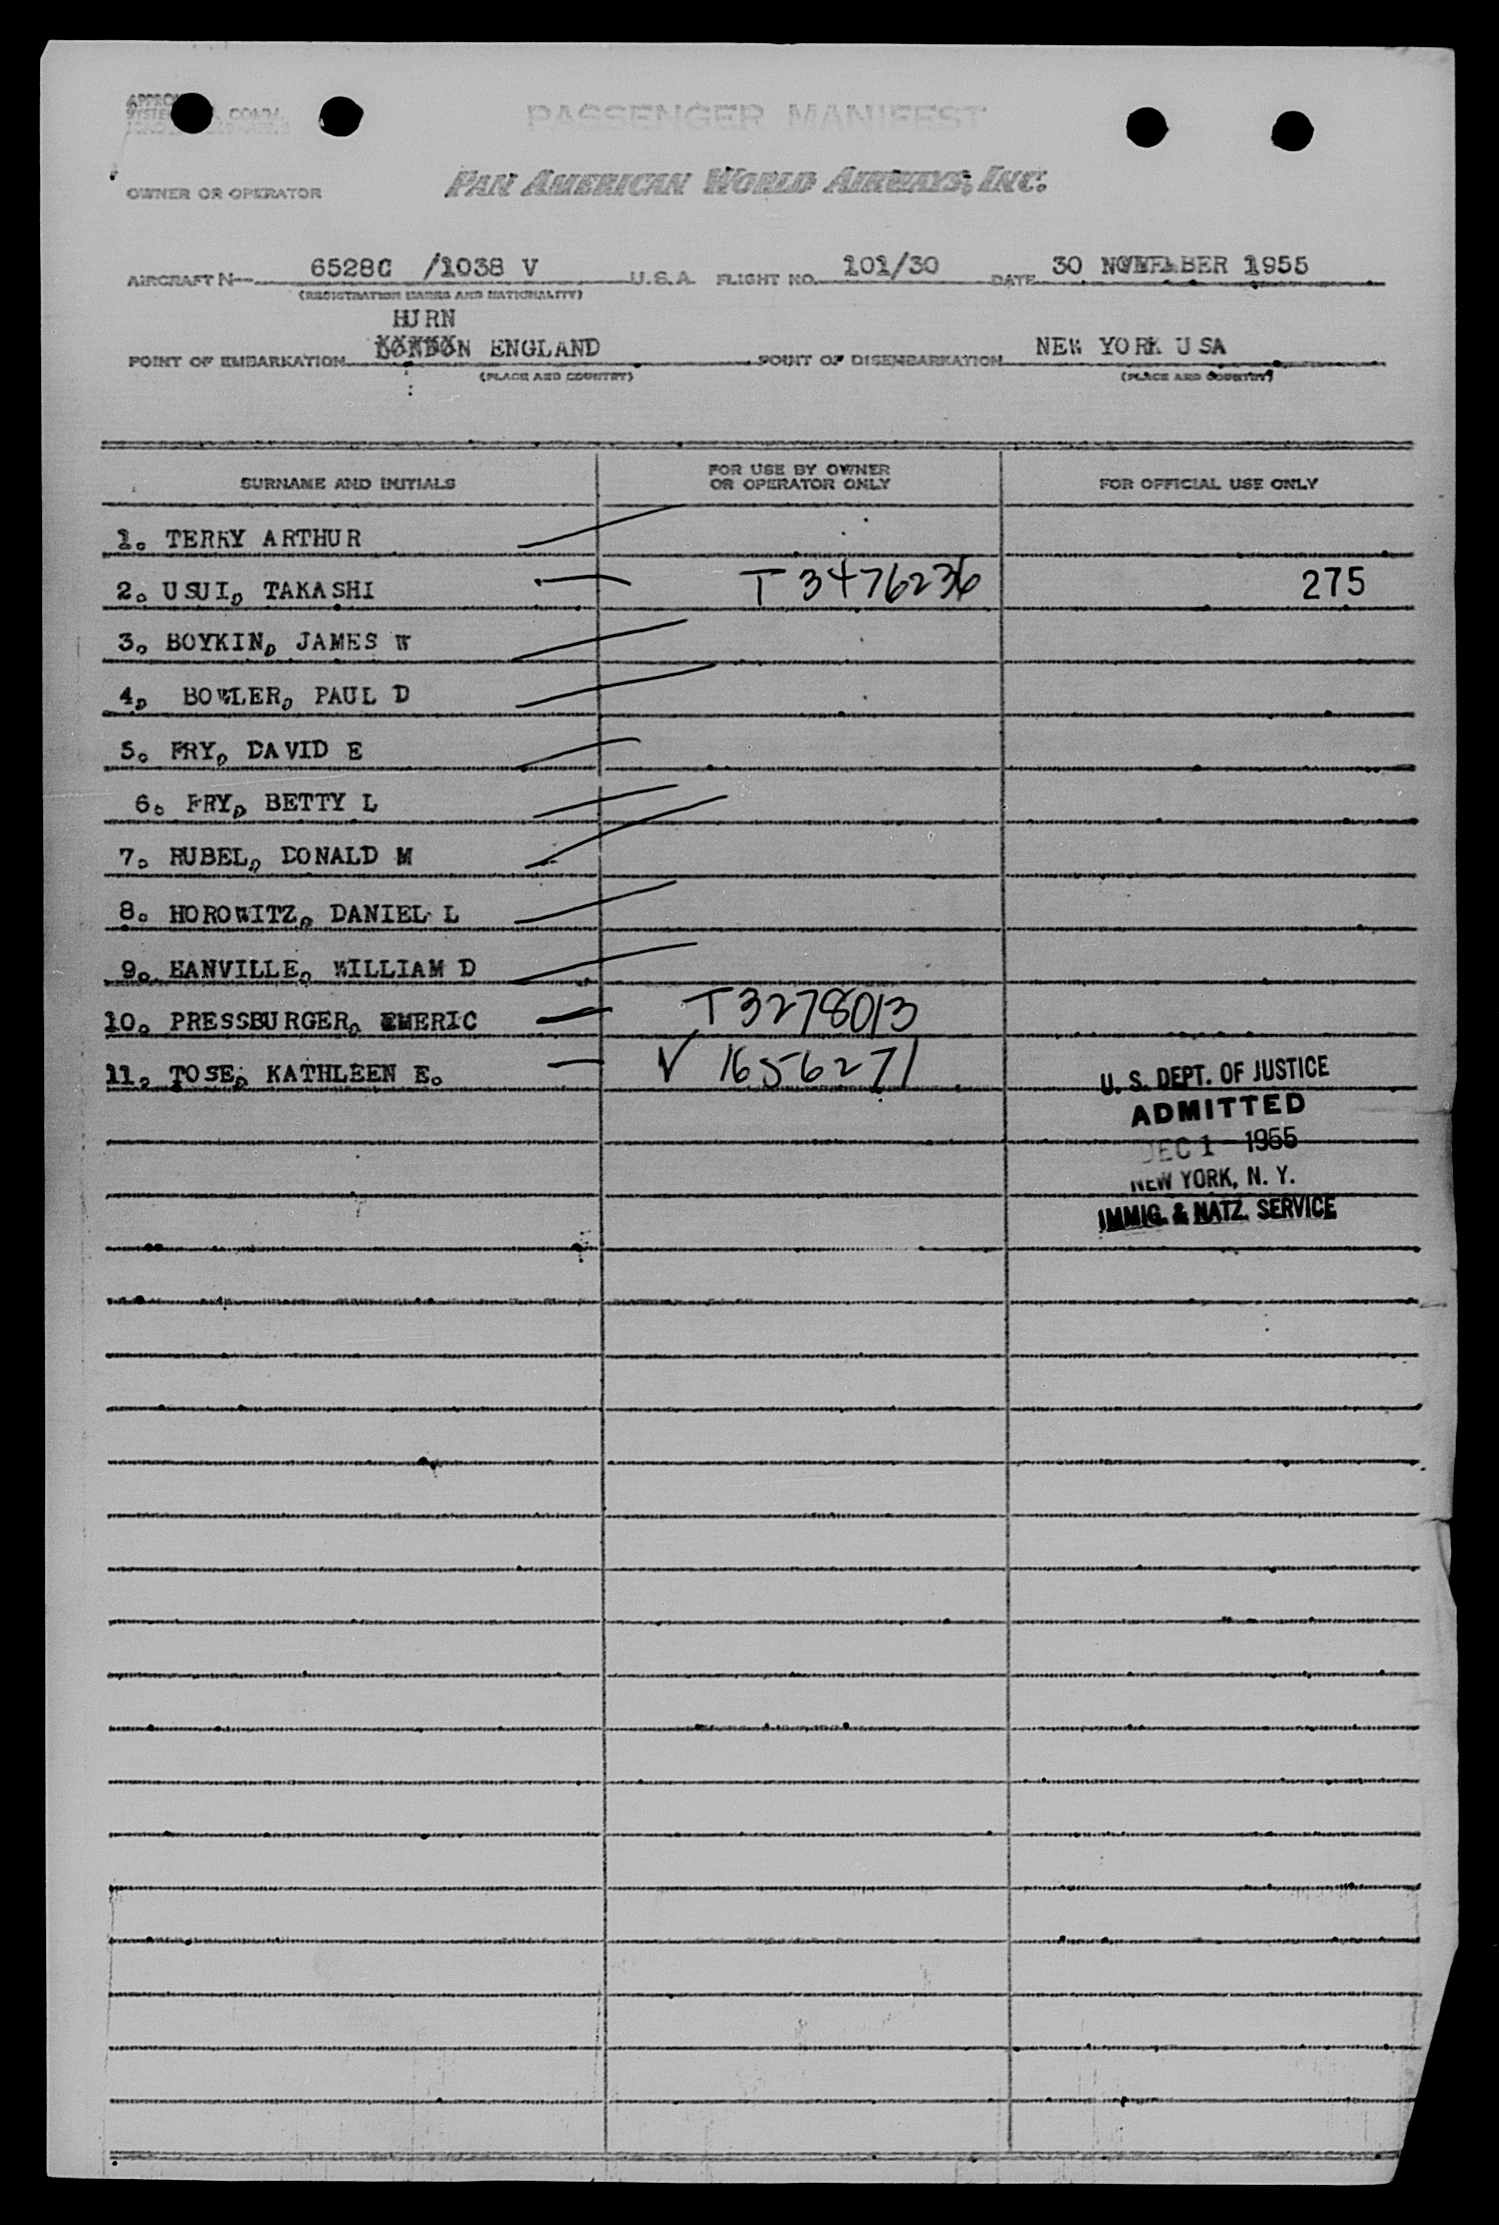 PASSENGER MANIFEST
OWNER OR OPERATOR PAN AMERICAN WORLD AIRWAYS, INC.
AIRCRAFT N— 6528C /1038 V U.S.A. FLIGHT NO. 101/30 DATE 30 NOVEMBER 1955
(REGISTRATION MARKS AND NATIONALITY)
HURN
POINT OF EMBARKATION LONDON ENGLAND POINT OF DISEMBARKATION NEW YORK USA
(PLACE AND COUNTRY) (PLACE AND COUNTRY)
SURNAME AND INITIALS FOR USE BY OWNER OR OPERATOR ONLY FOR OFFICIAL USE ONLY
1. TERRY ARTHUR
2. USUI, TAKASHI T 3476236 275
3. BOYKIN, JAMES W
4, BOWLER, PAUL D
5. FRY, DAVID E
6. FRY, BETTY L
7. RUBEL, DONALD M
8. HOROWITZ, DANIEL L
9. HANVILLE, WILLIAM D
10. PRESSBURGER, EMERIC T 3278013
11. TOSE, KATHLEEN E. V 1656271
U. S. DEPT. OF JUSTICE
ADMITTED
DEC 1 - 1955
NEW YORK, N. Y.
IMMIG. & NATZ. SERVICE